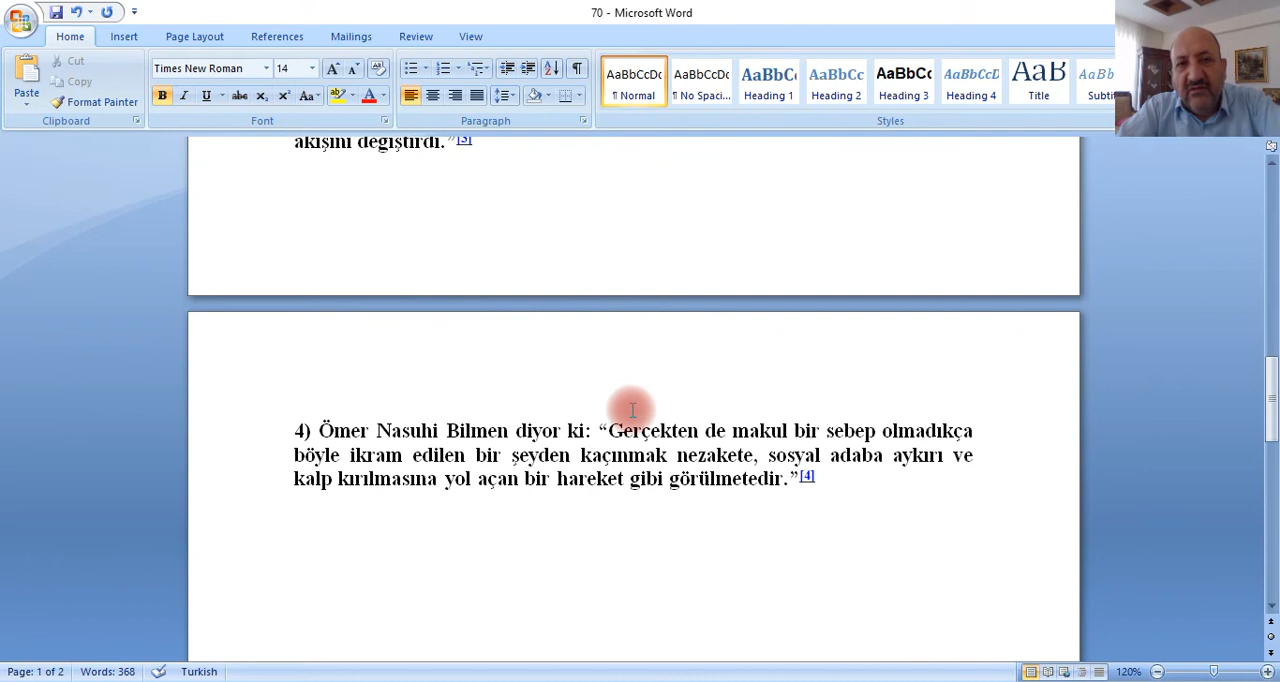 70 - Microsoft Word
Home Insert Page Layout References Mailings Review View
Paste
Cut
Copy
Format Painter
Clipboard
Times New Roman 14
Font
Paragraph
AaBbCcDc AaBbCcDc AaBbC AaBbCc AaBbCc AaBbCcD AaB AaBb
¶ Normal ¶ No Spaci... Heading 1 Heading 2 Heading 3 Heading 4 Title Subti
Styles
akışını değiştirdi.”[3]
4) Ömer Nasuhi Bilmen diyor ki: “Gerçekten de makul bir sebep olmadıkça
böyle ikram edilen bir şeyden kaçınmak nezakete, sosyal adaba aykırı ve
kalp kırılmasına yol açan bir hareket gibi görülmetedir.”[4]
Page: 1 of 2 Words: 368 Turkish 120%